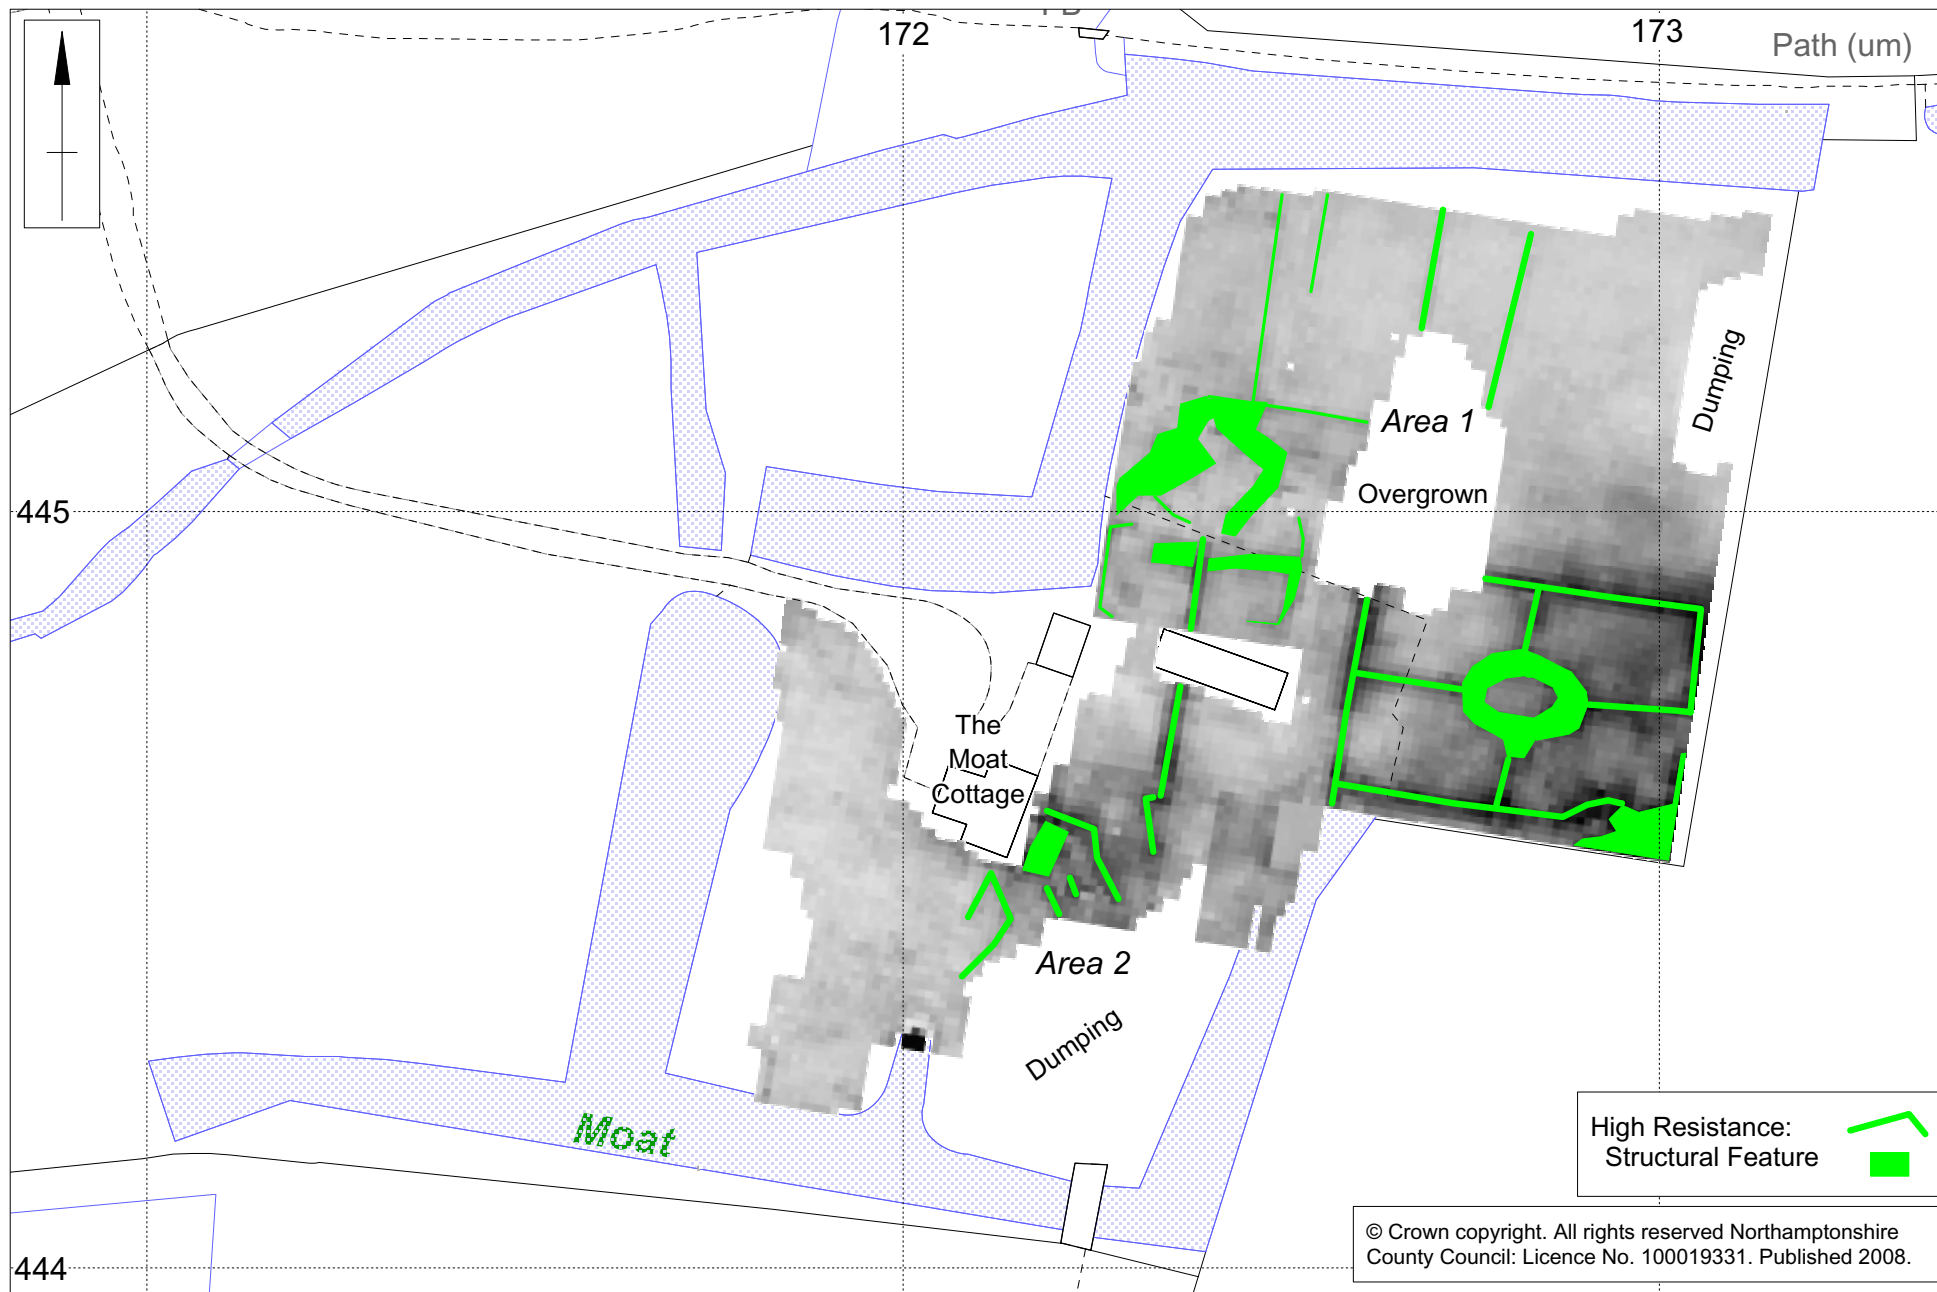 172
173
Path (um)
Area 1
Dumping
Overgrown
445
The
Moat
Cottage
Area 2
Dumping
Moat
High Resistance:
Structural Feature
© Crown copyright. All rights reserved Northamptonshire
County Council: Licence No. 100019331. Published 2008.
444